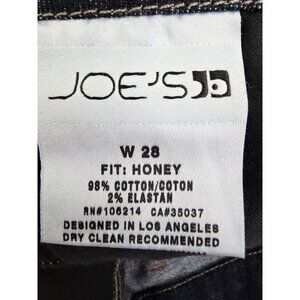 JOE'S
W 28
FIT: HONEY
98% COTTON/COTON
2% ELASTAN
RN#106214 CA#35037
DESIGNED IN LOS ANGELES
DRY CLEAN RECOMMENDED